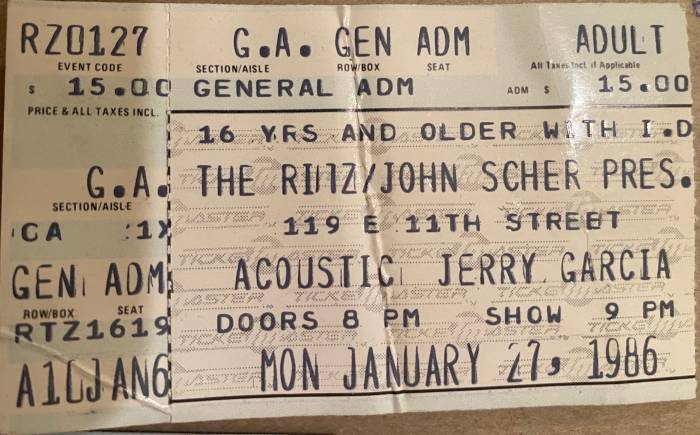 RZ0127 G.A. GEN ADM ADULT
EVENT CODE SECTION/AISLE ROW/BOX SEAT All Taxes Incl. if Applicable
$ 15.00 GENERAL ADM ADM $ 15.00
PRICE & ALL TAXES INCL.
16 YRS AND OLDER WITH I.D
G.A. THE RITZ/JOHN SCHER PRES.
SECTION/AISLE
CA 1X 119 E 11TH STREET
GEN ADM ACOUSTIC JERRY GARCIA
ROW/BOX SEAT
RTZ1619 DOORS 8 PM SHOW 9 PM
A10JAN6 MON JANUARY 27, 1986